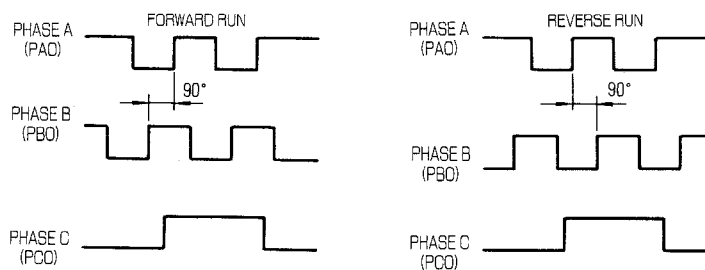 FORWARD RUN
PHASE A
(PAO)
90°
PHASE B
(PBO)
PHASE C
(PCO)
REVERSE RUN
PHASE A
(PAO)
90°
PHASE B
(PBO)
PHASE C
(PCO)